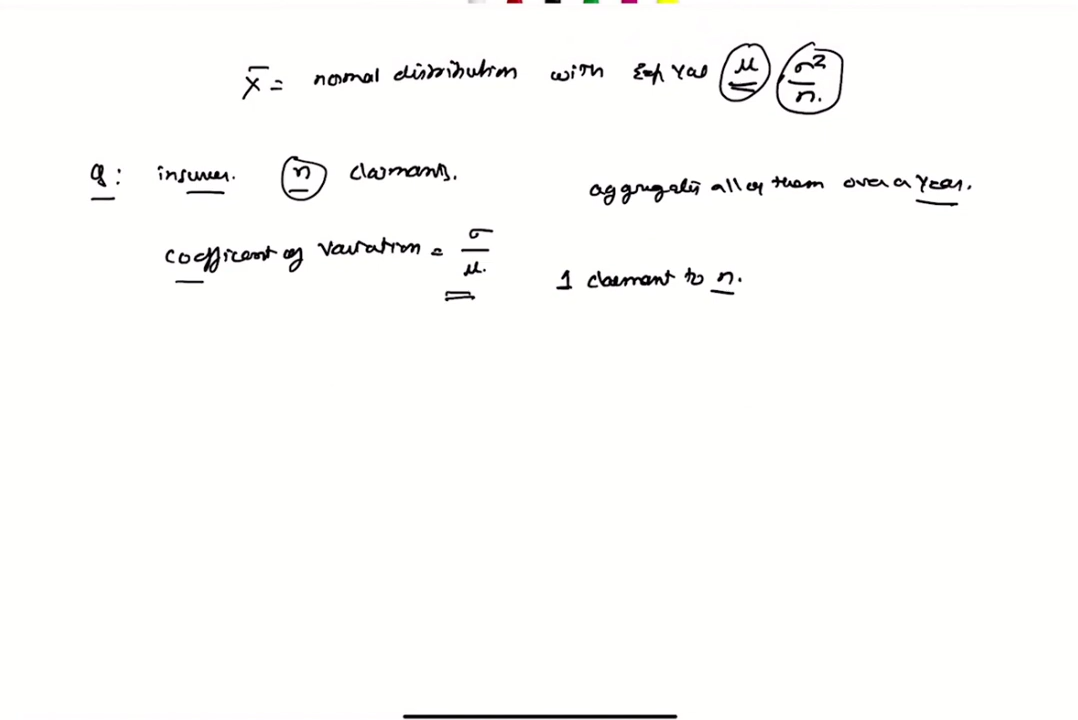 X̄ = normal distribution with Exp Val μ σ²/n.
Q: insurer. n claimants. aggregates all of them over a year.
coefficient of variation = σ/μ. 1 claimant to n.